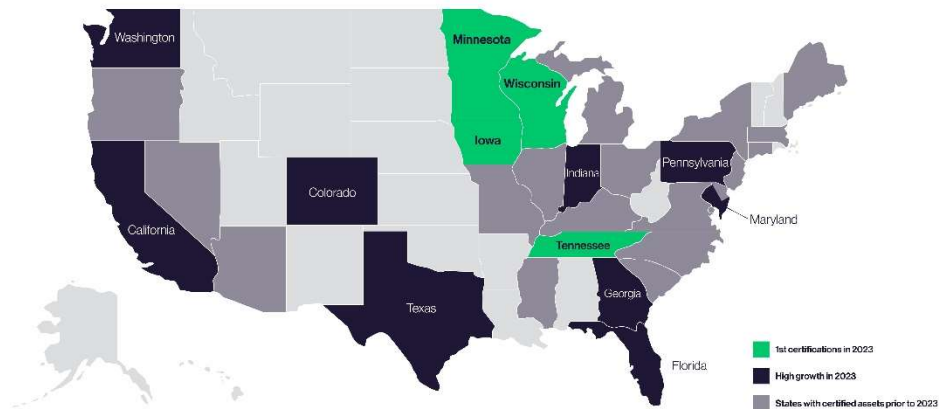 Washington
Minnesota
Wisconsin
Iowa
Indiana
Pennsylvania
Colorado
Maryland
California
Tennessee
Georgia
Texas
Florida
1st certifications in 2023
High growth in 2023
States with certified assets prior to 2023